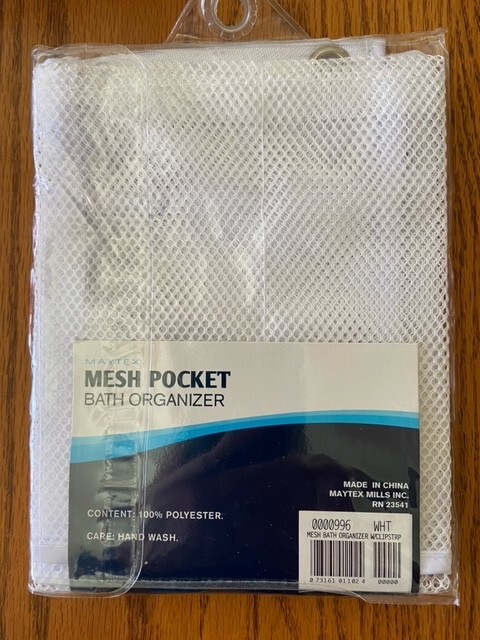 MAYTEX
MESH POCKET
BATH ORGANIZER
MADE IN CHINA
MAYTEX MILLS INC.
RN 23541
CONTENT: 100% POLYESTER.
CARE: HAND WASH.
0000996 WHT
MESH BATH ORGANIZER W/CLIPSTRP
0 73161 01102 4 00000